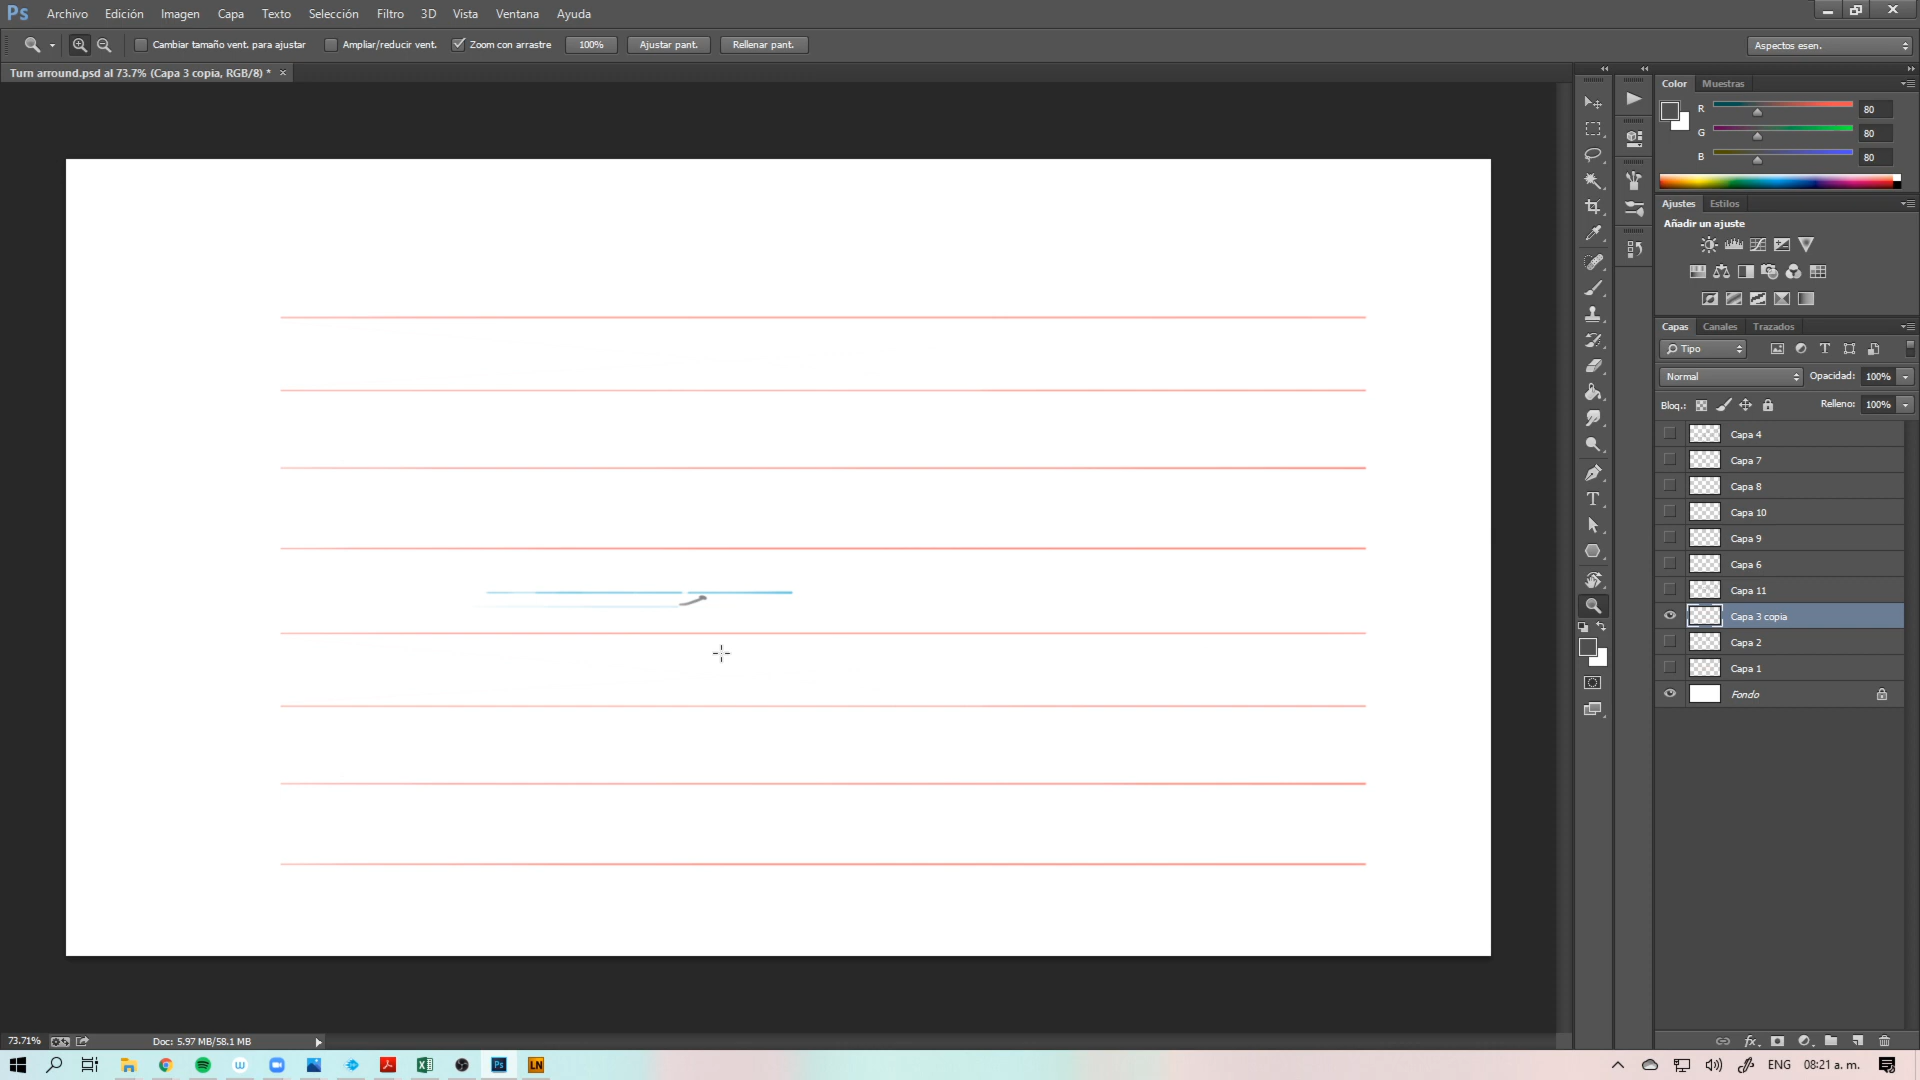 Ps Archivo Edición Imagen Capa Texto Selección Filtro 3D Vista Ventana Ayuda
Cambiar tamaño vent. para ajustar Ampliar/reducir vent. Zoom con arrastre 100% Ajustar pant. Rellenar pant. Aspectos esen.
Turn arround.psd al 73.7% (Capa 3 copia, RGB/8) *
Color Muestras
R 80
G 80
B 80
Ajustes Estilos
Añadir un ajuste
Capas Canales Trazados
Tipo
Normal Opacidad: 100%
Bloq.: Relleno: 100%
Capa 4
Capa 7
Capa 8
Capa 10
Capa 9
Capa 6
Capa 11
Capa 3 copia
Capa 2
Capa 1
Fondo
73.71% Doc: 5.97 MB/58.1 MB
Ps LN ENG 08:21 a. m.